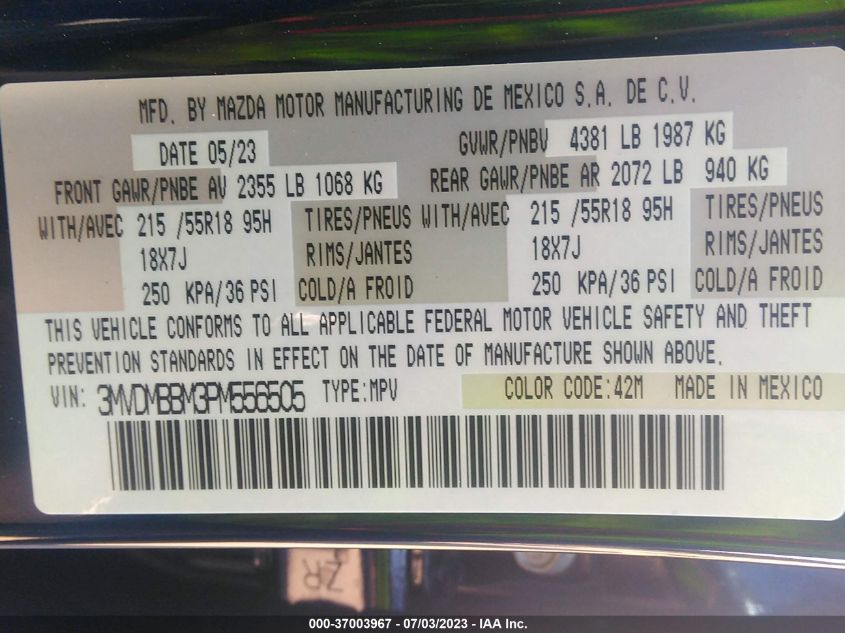 MFD. BY MAZDA MOTOR MANUFACTURING DE MEXICO S.A. DE C.V.
DATE 05/23 GVWR/PNBV 4381 LB 1987 KG
FRONT GAWR/PNBE AV 2355 LB 1068 KG REAR GAWR/PNBE AR 2072 LB 940 KG
WITH/AVEC 215 /55R18 95H TIRES/PNEUS WITH/AVEC 215 /55R18 95H TIRES/PNEUS
18X7J RIMS/JANTES 18X7J RIMS/JANTES
250 KPA/36 PSI COLD/A FROID 250 KPA/36 PSI COLD/A FROID
THIS VEHICLE CONFORMS TO ALL APPLICABLE FEDERAL MOTOR VEHICLE SAFETY AND THEFT
PREVENTION STANDARDS IN EFFECT ON THE DATE OF MANUFACTURE SHOWN ABOVE.
VIN: 3MVDMBBM3PM556505 TYPE:MPV COLOR CODE:42M MADE IN MEXICO
ZR
000-37003967 - 07/03/2023 - IAA Inc.